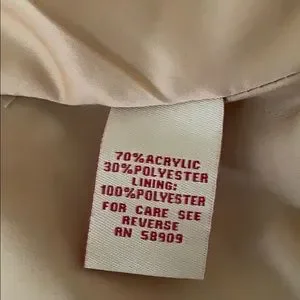 70%ACRYLIC
30%POLYESTER
LINING:
100%POLYESTER
FOR CARE SEE
REVERSE
RN 58909